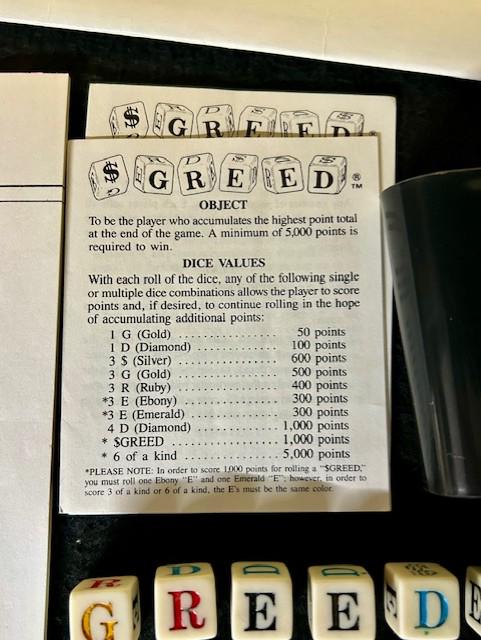 $ G R E E D
$ G R E E D ® ™
OBJECT
To be the player who accumulates the highest point total
at the end of the game. A minimum of 5,000 points is
required to win.
DICE VALUES
With each roll of the dice, any of the following single
or multiple dice combinations allows the player to score
points and, if desired, to continue rolling in the hope
of accumulating additional points:
1 G (Gold) ................ 50 points
1 D (Diamond) ............. 100 points
3 $ (Silver) ............... 600 points
3 G (Gold) ................ 500 points
3 R (Ruby) ................ 400 points
*3 E (Ebony) ............... 300 points
*3 E (Emerald) ............. 300 points
4 D (Diamond) ............. 1,000 points
* $GREED ................. 1,000 points
* 6 of a kind ............... 5,000 points
*PLEASE NOTE: In order to score 1,000 points for rolling a "$GREED,"
you must roll one Ebony "E" and one Emerald "E"; however, in order to
score 3 of a kind or 6 of a kind, the E's must be the same color.
R D E D
G R E E D E